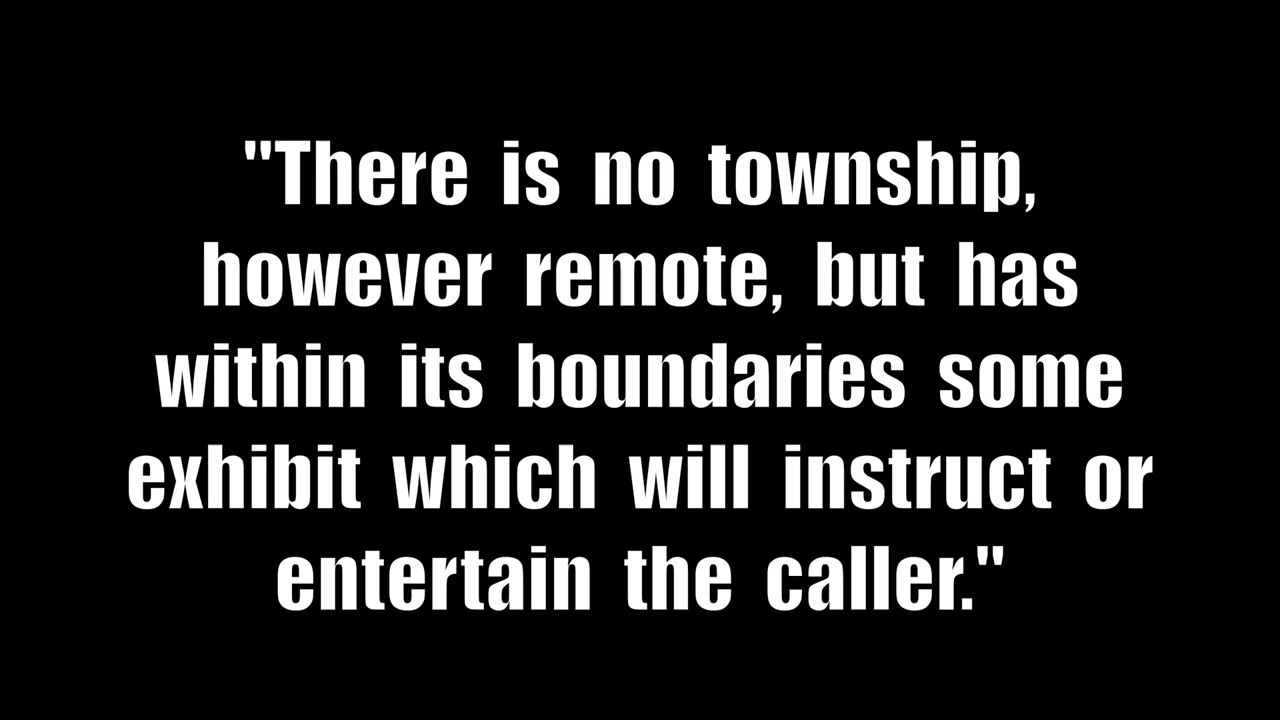 "There is no township,
however remote, but has
within its boundaries some
exhibit which will instruct or
entertain the caller."